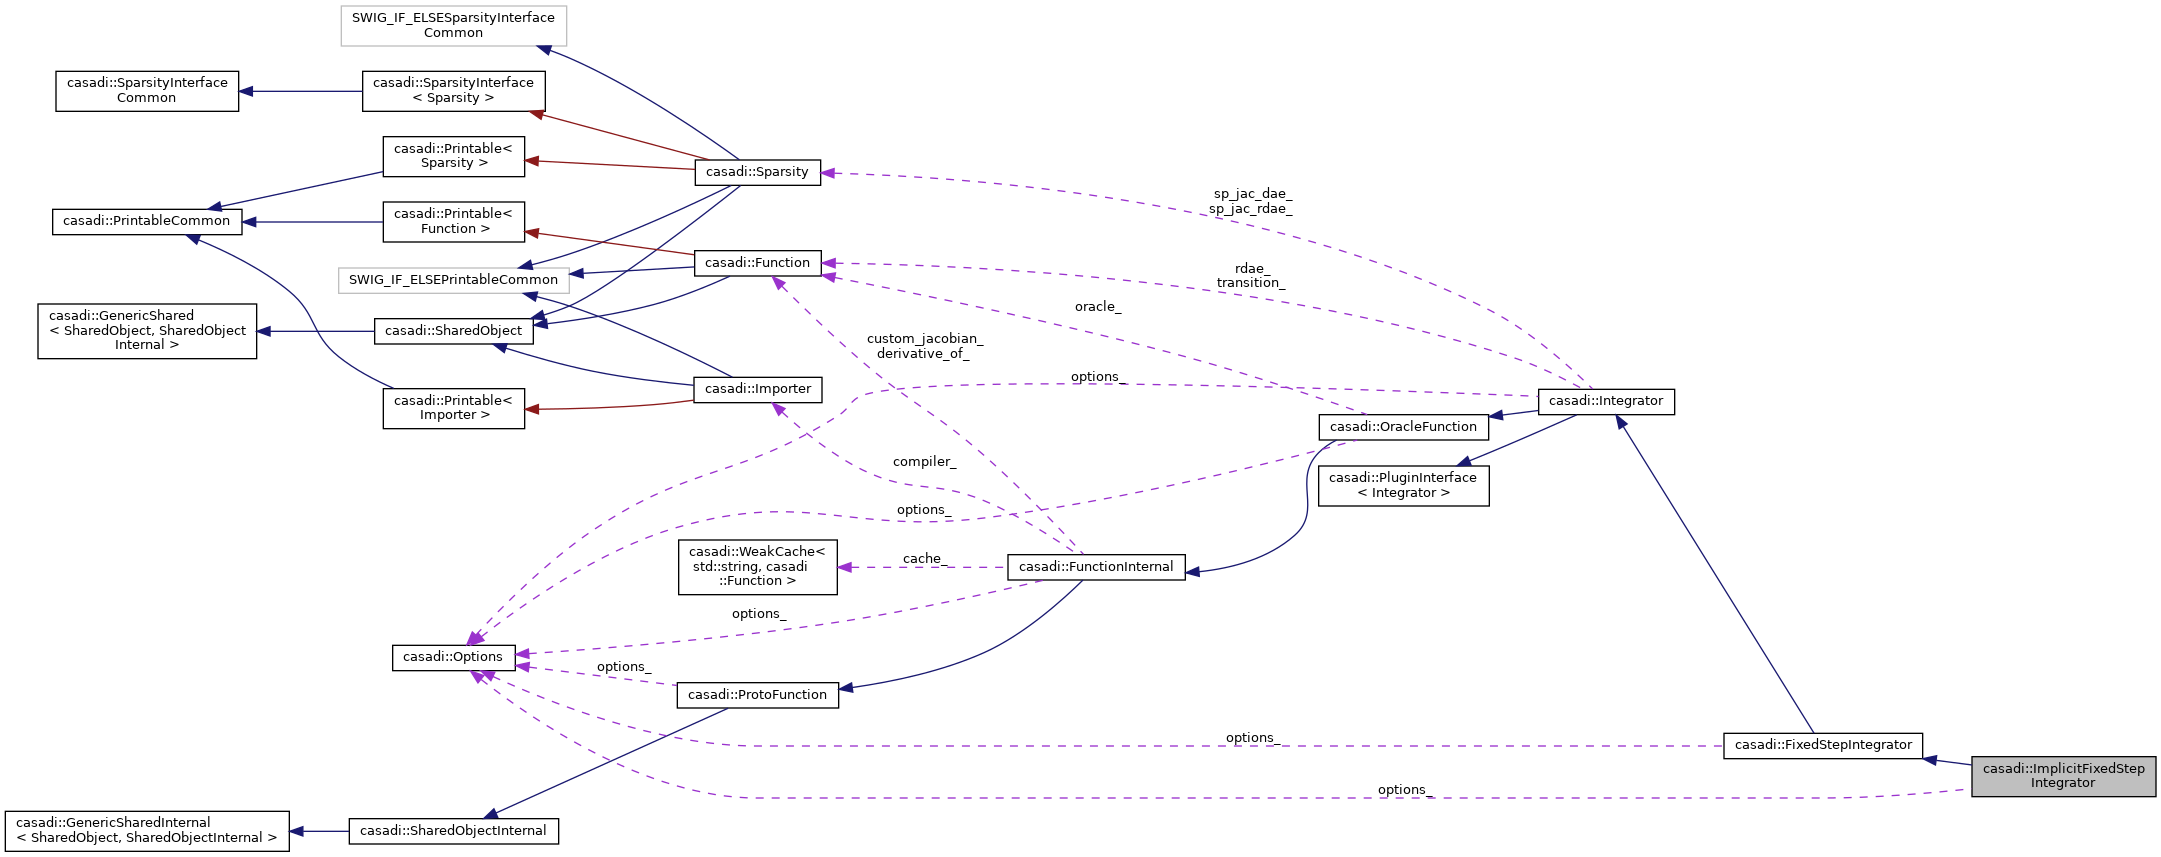 SWIG_IF_ELSESparsityInterface
Common
casadi::SparsityInterface
Common
casadi::SparsityInterface
< Sparsity >
casadi::Printable<
Sparsity >
casadi::Sparsity
sp_jac_dae_
sp_jac_rdae_
casadi::PrintableCommon
casadi::Printable<
Function >
casadi::Function
rdae_
transition_
SWIG_IF_ELSEPrintableCommon
oracle_
casadi::GenericShared
< SharedObject, SharedObject
Internal >
casadi::SharedObject
custom_jacobian_
derivative_of_
options_
casadi::Printable<
Importer >
casadi::Importer
casadi::Integrator
casadi::OracleFunction
compiler_
casadi::PluginInterface
< Integrator >
options_
casadi::WeakCache<
std::string, casadi
::Function >
cache_
casadi::FunctionInternal
options_
casadi::Options
options_
casadi::ProtoFunction
options_
casadi::FixedStepIntegrator
casadi::ImplicitFixedStep
Integrator
options_
casadi::GenericSharedInternal
< SharedObject, SharedObjectInternal >
casadi::SharedObjectInternal